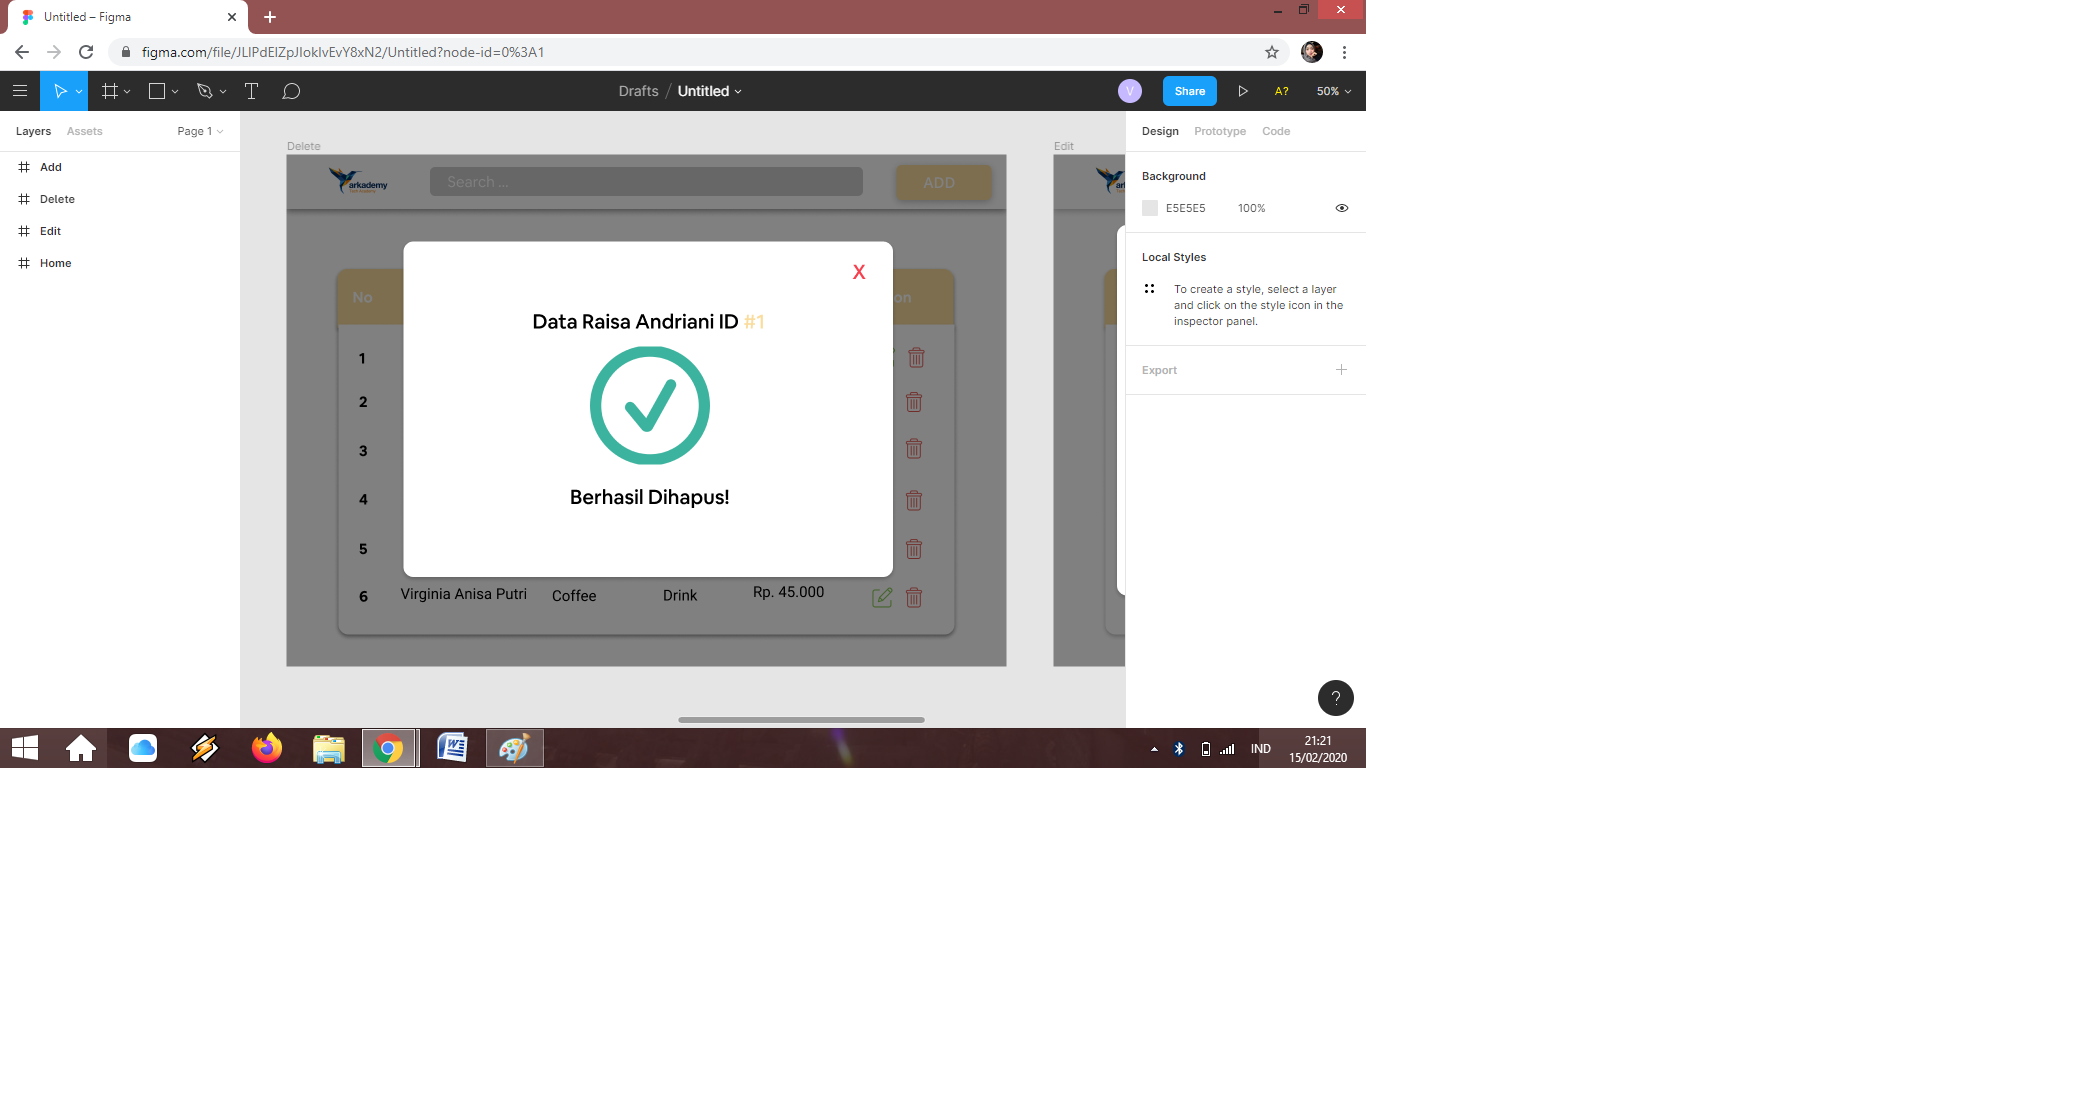 Untitled – Figma
figma.com/file/JLIPdEIZpJIokIvEvY8xN2/Untitled?node-id=0%3A1
Drafts / Untitled
V
Share
A?
50%
Layers
Assets
Page 1
Add
Delete
Edit
Home
Delete
arkademy
Search ...
ADD
No
on
X
Data Raisa Andriani ID #1
Berhasil Dihapus!
1
2
3
4
5
6 Virginia Anisa Putri Coffee Drink Rp. 45.000
Edit
Design
Prototype
Code
Background
E5E5E5 100%
Local Styles
To create a style, select a layer
and click on the style icon in the
inspector panel.
Export
?
IND
21:21
15/02/2020